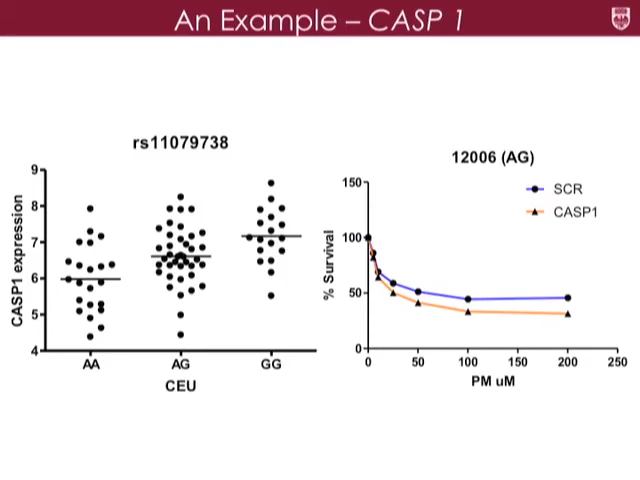 An Example – CASP 1
rs11079738
CASP1 expression
9
8
7
6
5
4
AA AG GG
CEU
12006 (AG)
SCR
CASP1
% Survival
150
100
50
0
0 50 100 150 200 250
PM uM